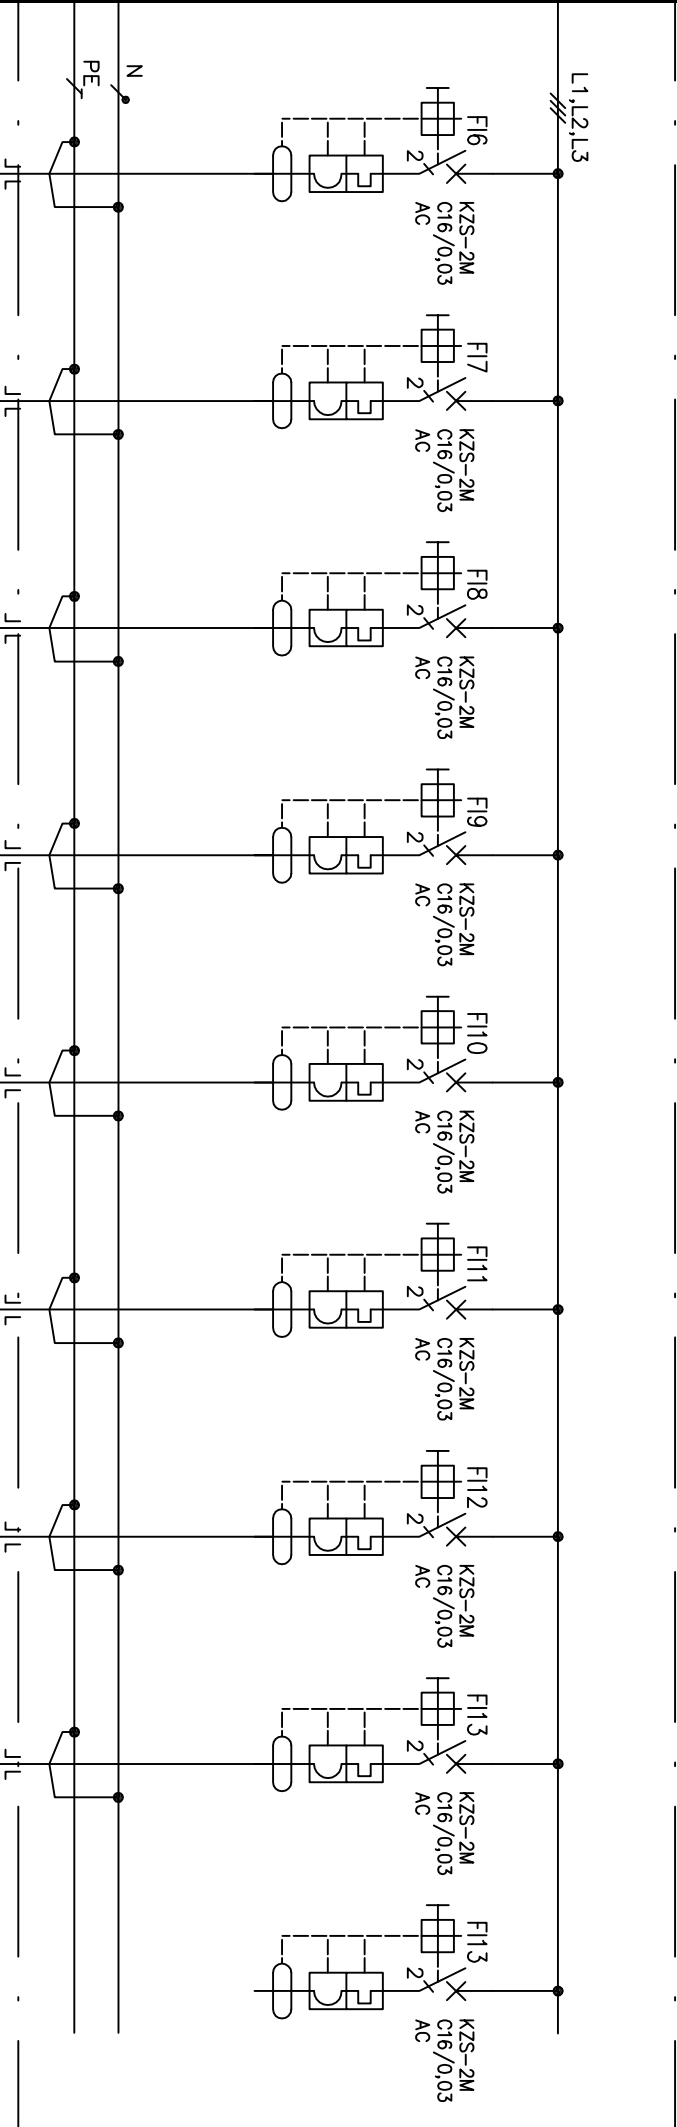 L1,L2,L3
N
PE
FI6
2
KZS-2M
C16/0,03
AC
FI7
2
KZS-2M
C16/0,03
AC
FI8
2
KZS-2M
C16/0,03
AC
FI9
2
KZS-2M
C16/0,03
AC
FI10
2
KZS-2M
C16/0,03
AC
FI11
2
KZS-2M
C16/0,03
AC
FI12
2
KZS-2M
C16/0,03
AC
FI13
2
KZS-2M
C16/0,03
AC
FI13
2
KZS-2M
C16/0,03
AC